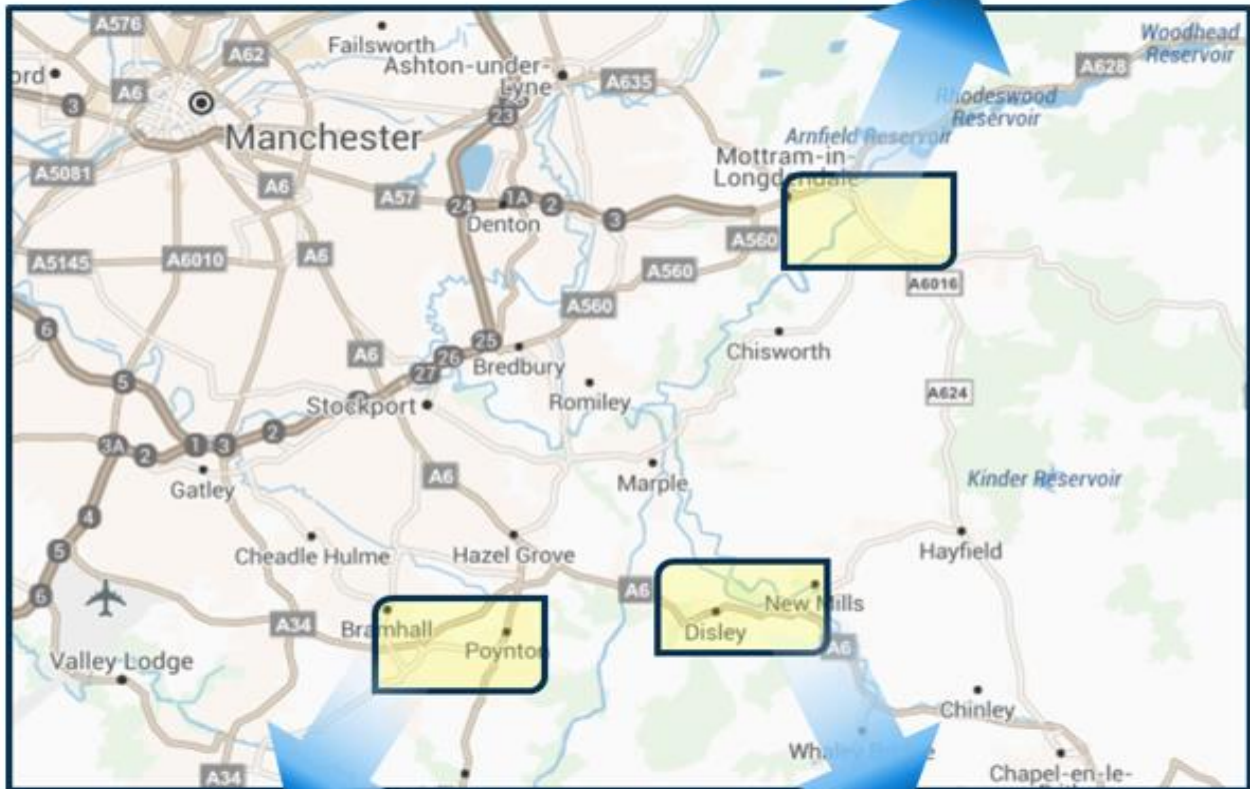 A576
A62
Failsworth
Woodhead
Reservoir
ord
Ashton-under-
Lyne
A628
A6
3
A635
23
Rhodeswood
Reservoir
Manchester
Arnfield Reservoir
Mottram-in-
Longdendale
A5081
A6
A57
24
1A
2
3
Denton
A560
A5145
A6010
A6
A560
A6016
A560
6
25
A6
26
Bredbury
Chisworth
27
5
Romiley
A624
Stockport
3A
2
1
3
2
Gatley
A6
Marple
Kinder Reservoir
4
5
Cheadle Hulme
Hazel Grove
Hayfield
6
A6
New Mills
A34
Bramhall
Disley
Poynton
A6
Valley Lodge
Chinley
A34
Chapel-en-le-